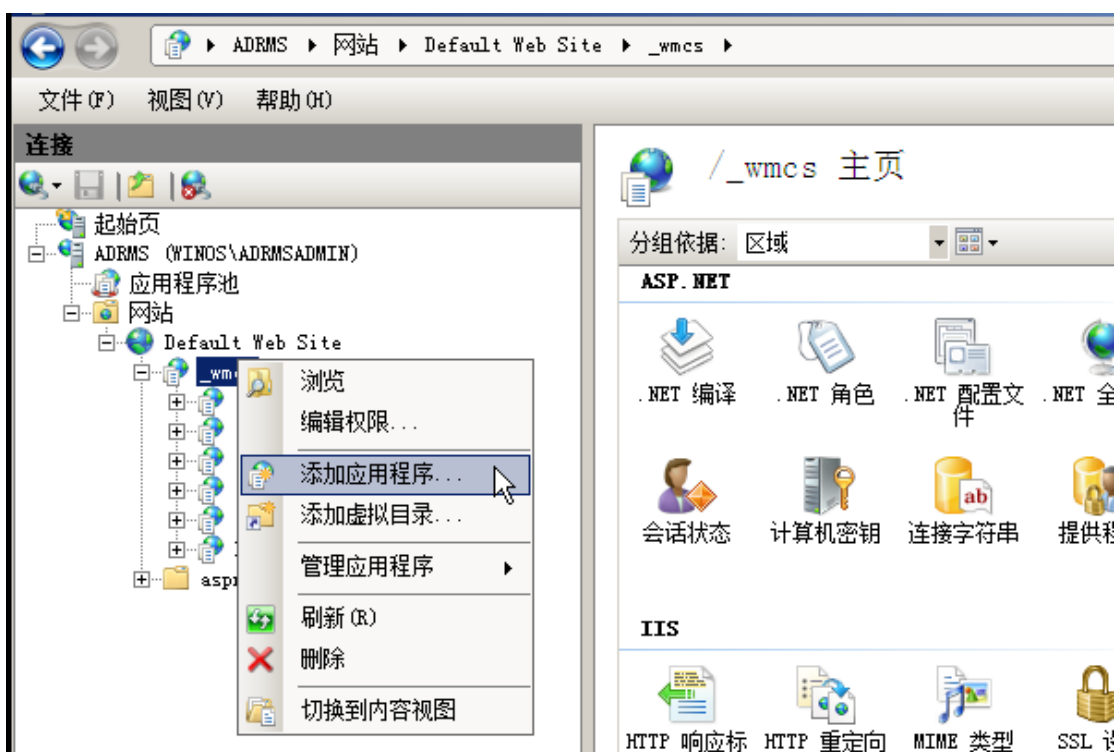 ADRMS ▸ 网站 ▸ Default Web Site ▸ _wmcs ▸
文件(F) 视图(V) 帮助(H)
连接
起始页
ADRMS (WINOS\ADRMSADMIN)
应用程序池
网站
Default Web Site
浏览
编辑权限...
添加应用程序...
添加虚拟目录...
管理应用程序
刷新(R)
删除
切换到内容视图
/_wmcs 主页
分组依据: 区域
ASP.NET
.NET 编译
.NET 角色
.NET 配置文件
.NET 全
会话状态
计算机密钥
连接字符串
提供程
IIS
HTTP 响应标
HTTP 重定向
MIME 类型
SSL